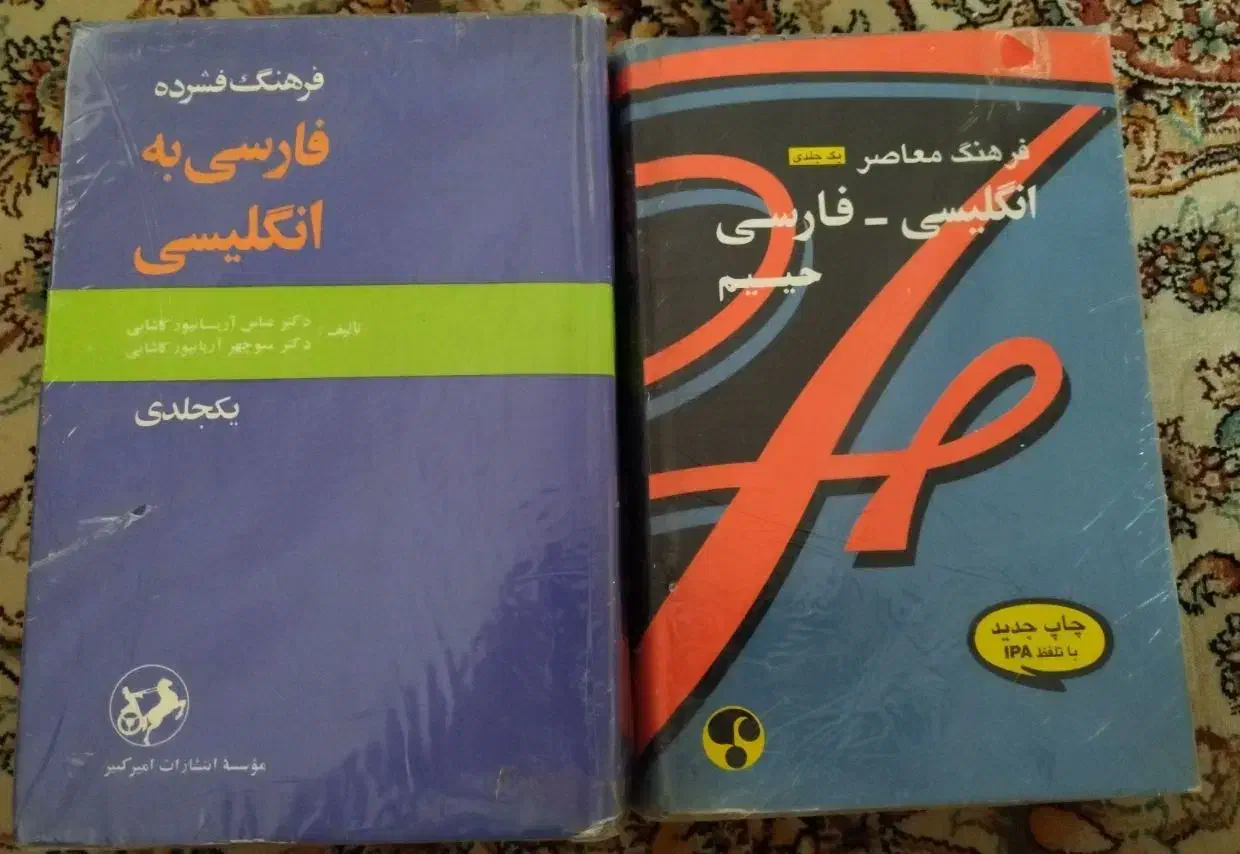 فرهنگ فشرده
فارسی به
انگلیسی
تألیف:
دکتر عباس آریانپور کاشانی
دکتر منوچهر آریانپور کاشانی
یکجلدی
مؤسسهٔ انتشارات امیرکبیر
فرهنگ معاصر یک جلدی
انگلیسی - فارسی
حییم
چاپ جدید
با تلفظ IPA